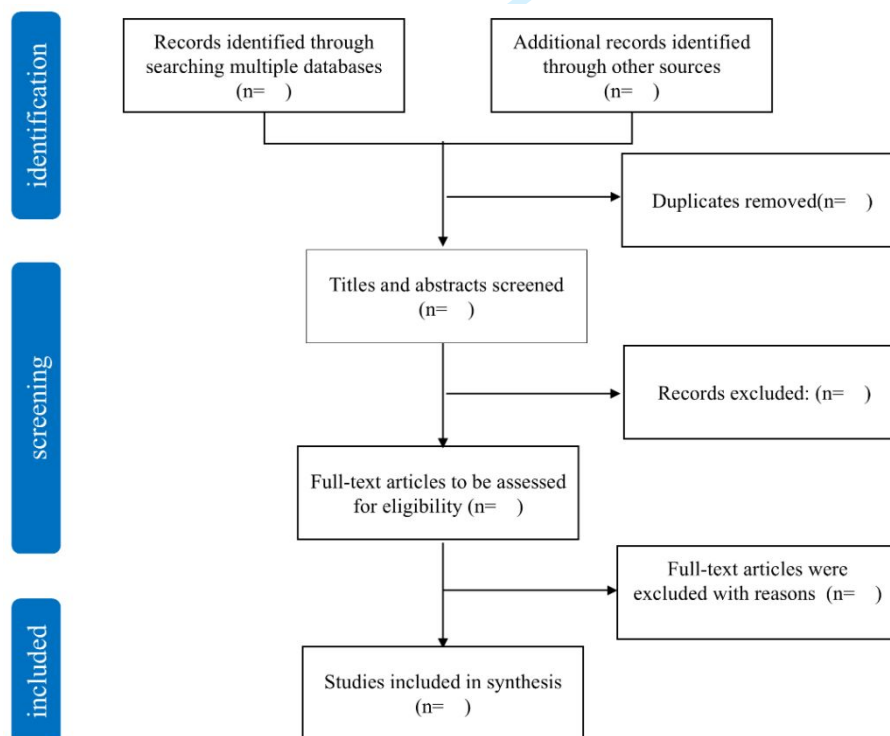 identification
Records identified through
searching multiple databases
(n=    )
Additional records identified
through other sources
(n=    )
Duplicates removed(n=    )
screening
Titles and abstracts screened
(n=    )
Records excluded: (n=    )
Full-text articles to be assessed
for eligibility (n=    )
Full-text articles were
excluded with reasons  (n=    )
included
Studies included in synthesis
(n=    )